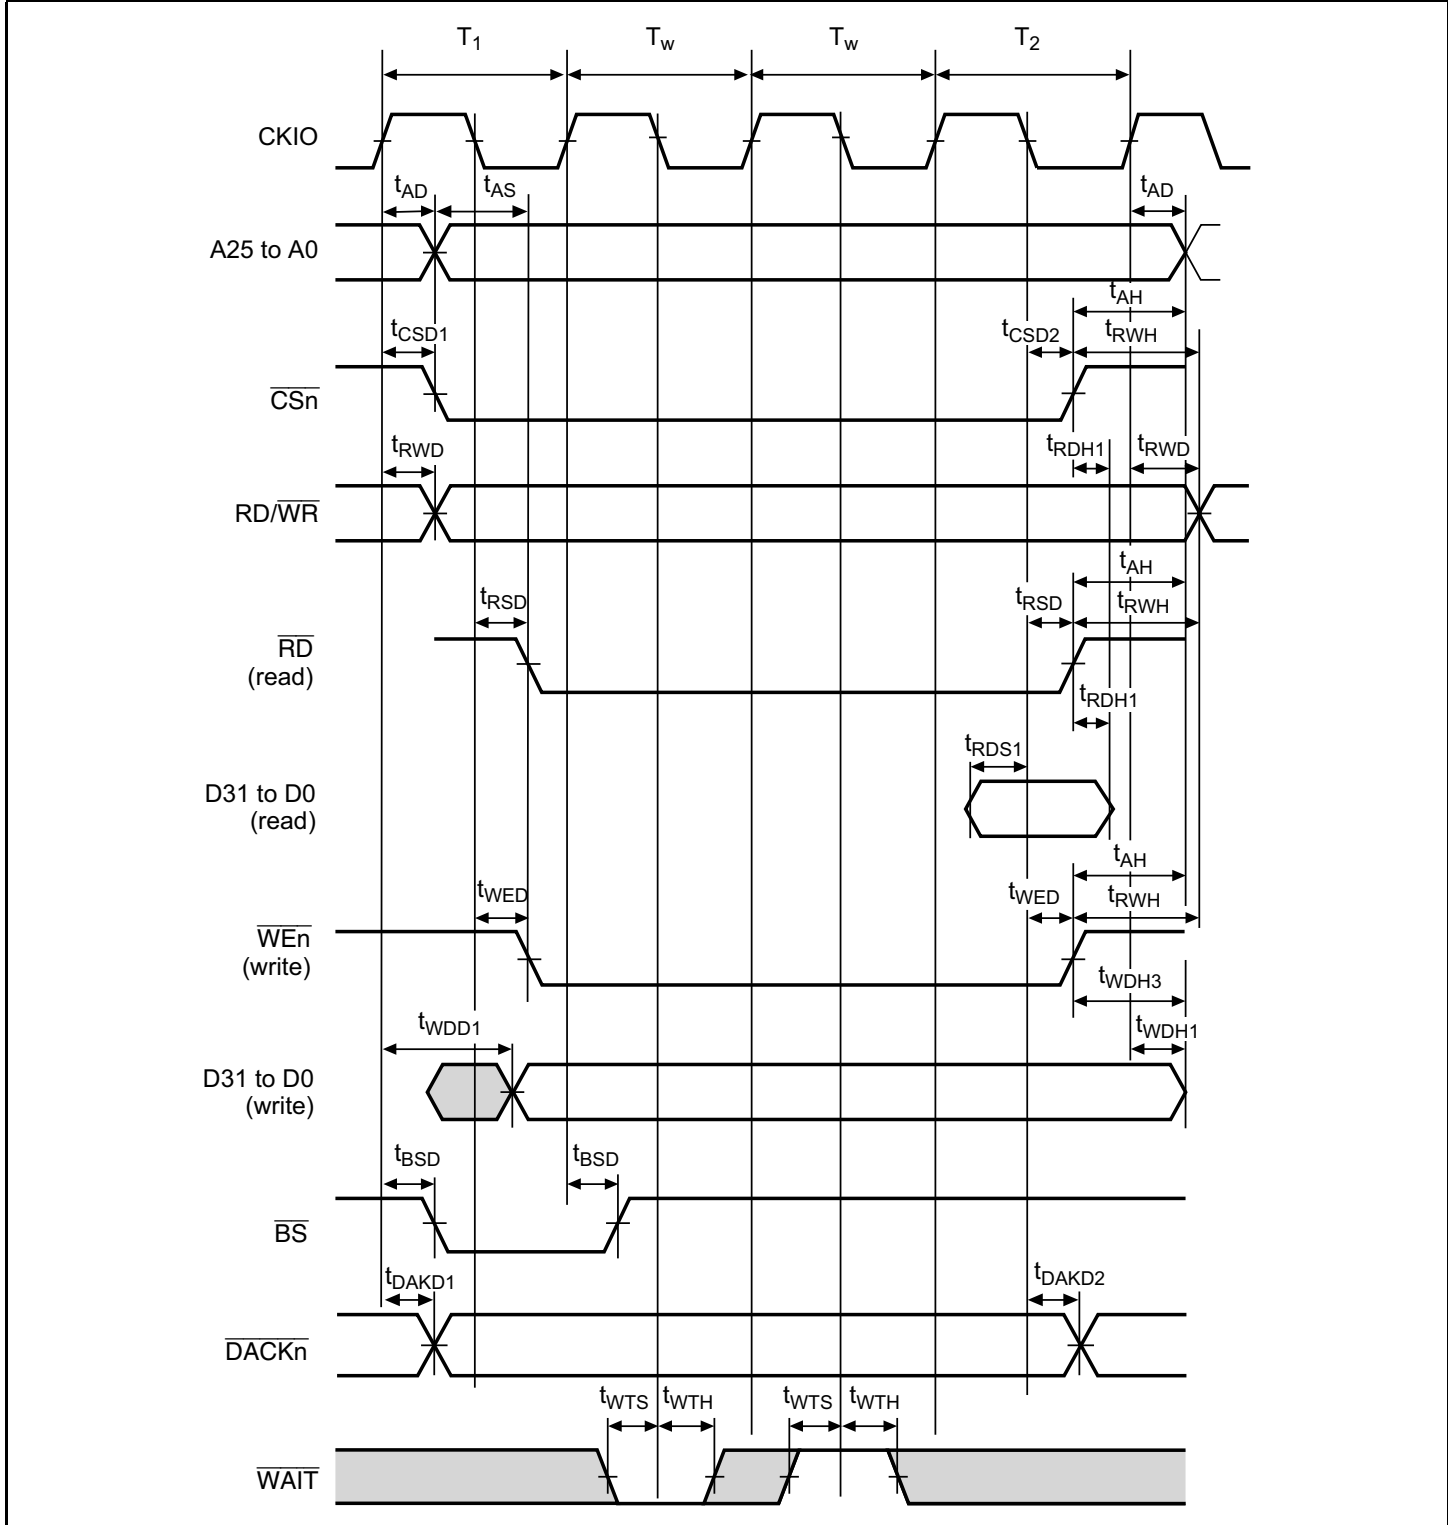 T1 Tw Tw T2
CKIO
tAD tAS tAD
A25 to A0
tAH
tCSD1 tCSD2 tRWH
CSn
tRWD tRDH1 tRWD
RD/WR
tAH
tRSD tRSD tRWH
RD
(read)
tRDH1
tRDS1
D31 to D0
(read)
tAH
tWED tWED tRWH
WEn
(write)
tWDH3
tWDD1 tWDH1
D31 to D0
(write)
tBSD tBSD
BS
tDAKD1 tDAKD2
DACKn
tWTS tWTH tWTS tWTH
WAIT